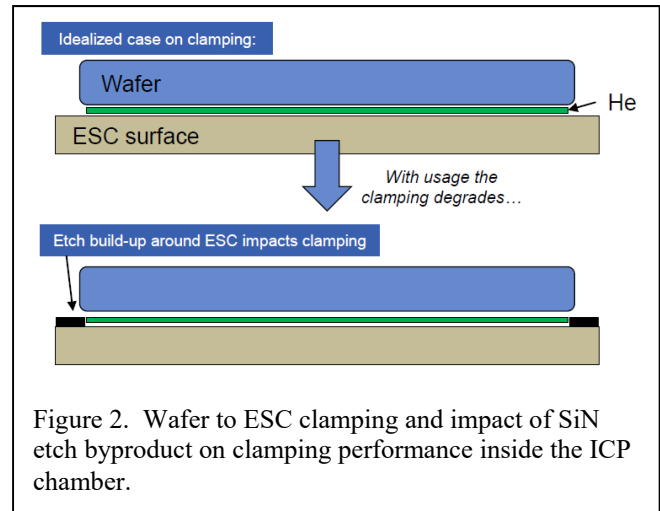 Idealized case on clamping:
Wafer
He
ESC surface
With usage the
clamping degrades…
Etch build-up around ESC impacts clamping
Figure 2.  Wafer to ESC clamping and impact of SiN
etch byproduct on clamping performance inside the ICP
chamber.